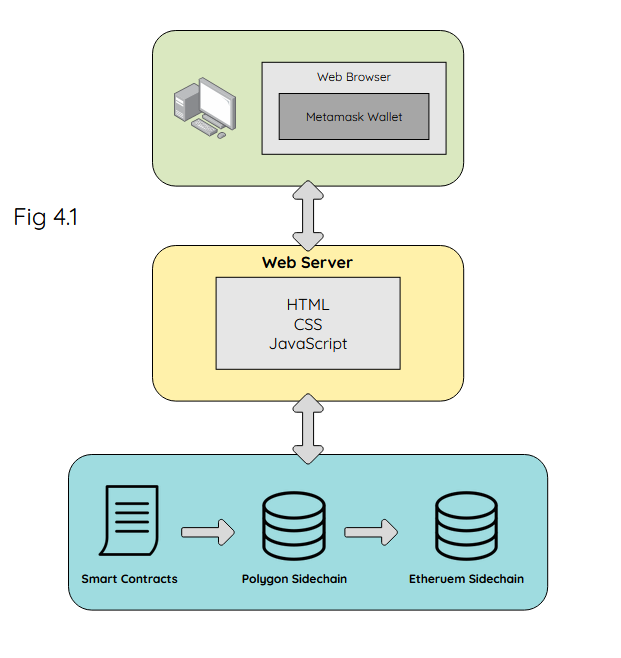 Web Browser
Metamask Wallet
Fig 4.1
Web Server
HTML
CSS
JavaScript
Smart Contracts
Polygon Sidechain
Etheruem Sidechain